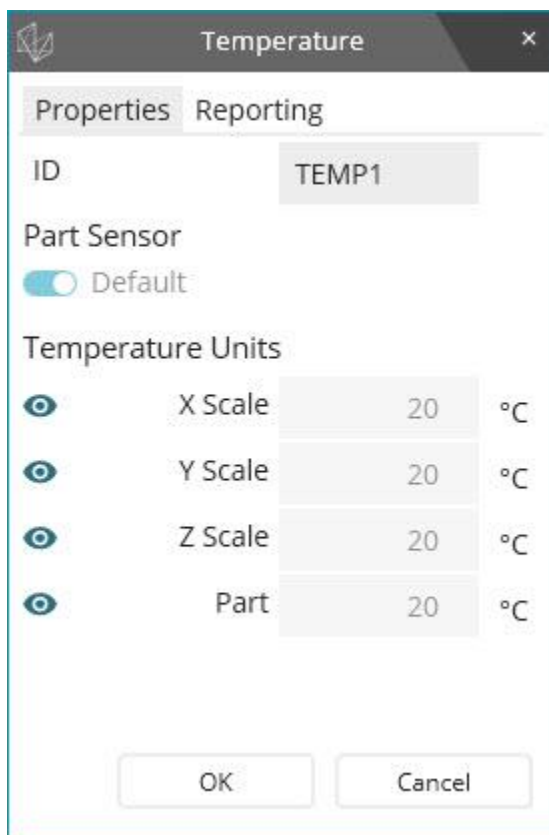 Temperature ×
Properties Reporting
ID TEMP1
Part Sensor
Default
Temperature Units
X Scale 20 °C
Y Scale 20 °C
Z Scale 20 °C
Part 20 °C
OK Cancel